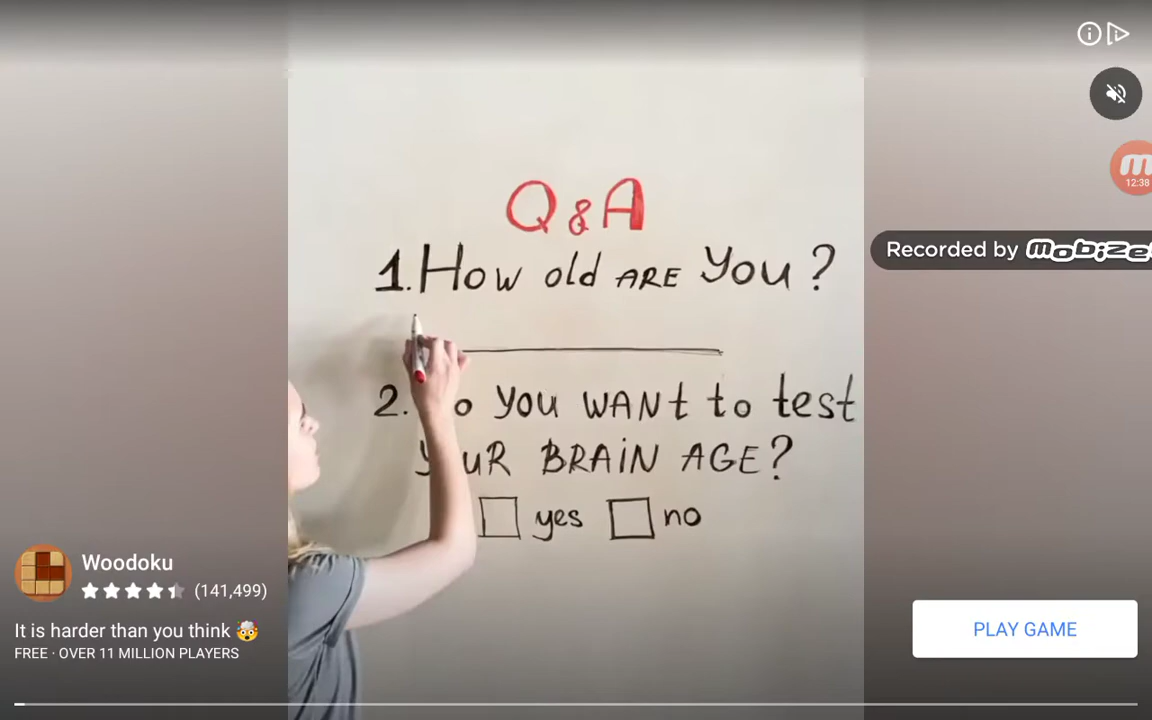 12:38
Recorded by
Q & A
1. How old ARE you?
2. you WANt to test
BRAIN AGE?
yes no
Woodoku
(141,499)
It is harder than you think 🤯
FREE · OVER 11 MILLION PLAYERS
PLAY GAME